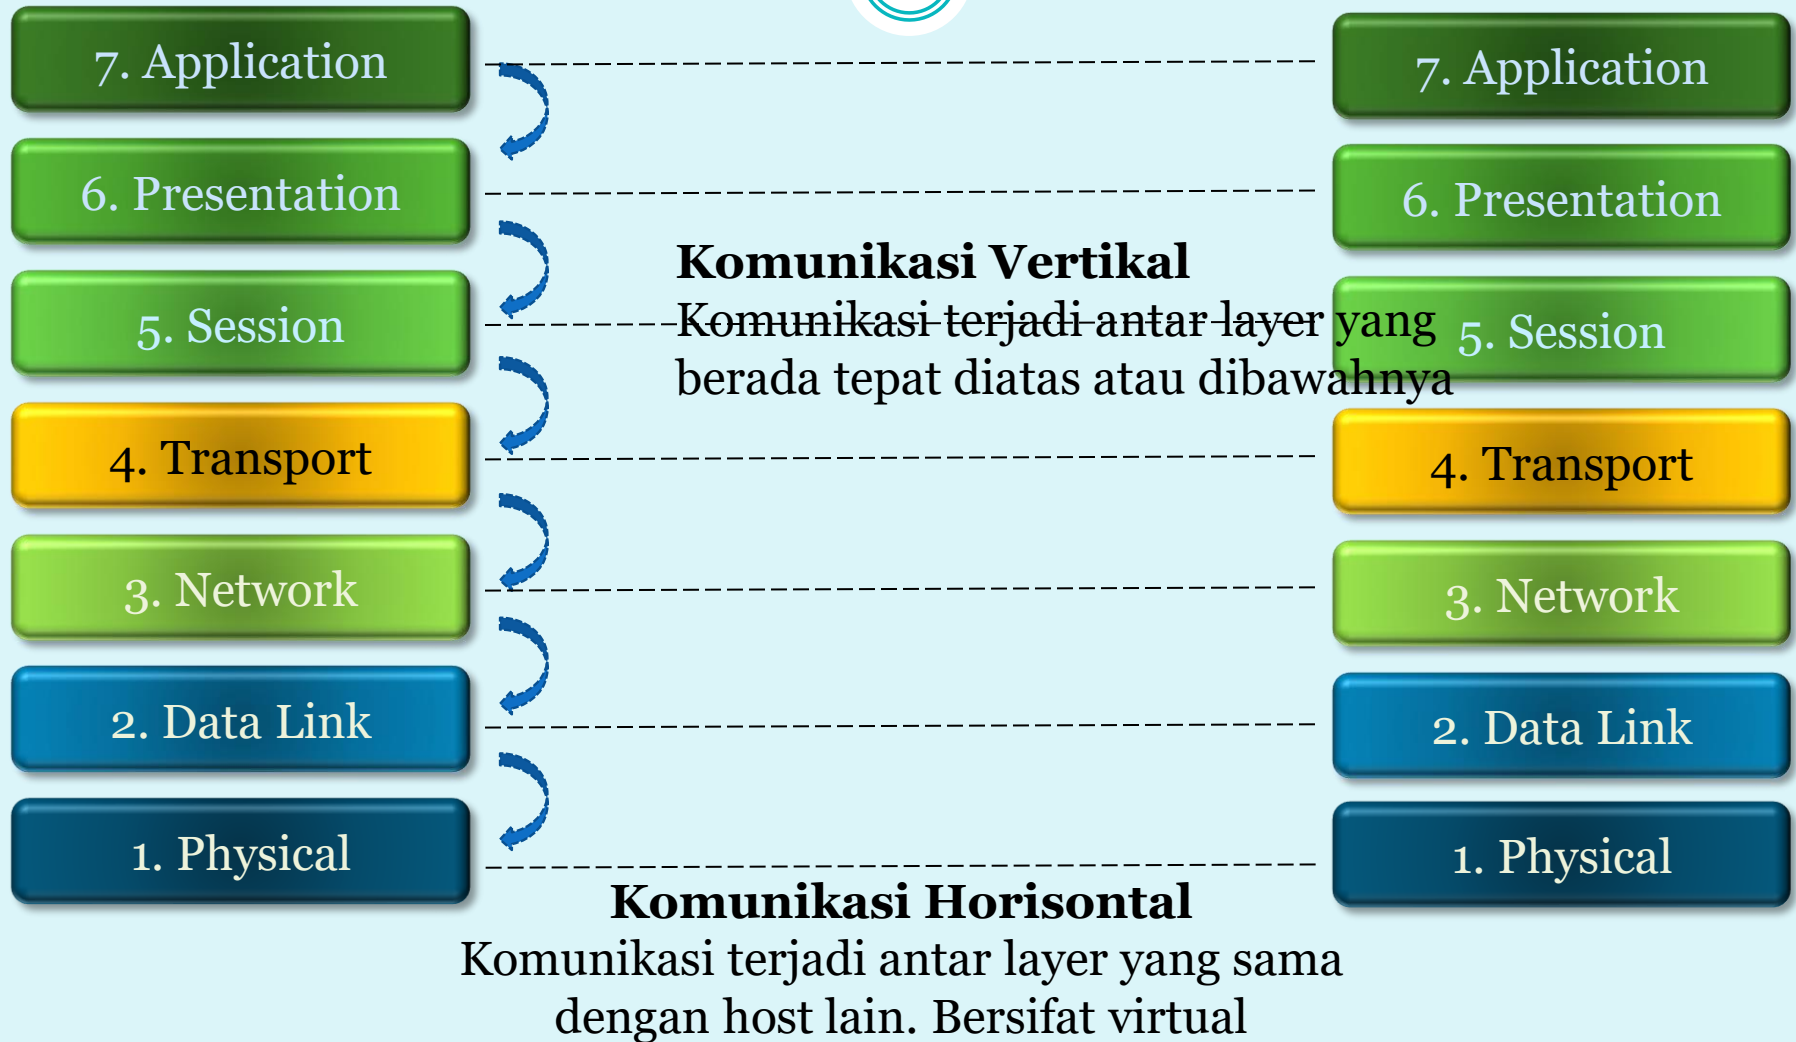 7. Application
6. Presentation
5. Session
4. Transport
3. Network
2. Data Link
1. Physical
Komunikasi Vertikal
Komunikasi terjadi antar layer yang
berada tepat diatas atau dibawahnya
7. Application
6. Presentation
5. Session
4. Transport
3. Network
2. Data Link
1. Physical
Komunikasi Horisontal
Komunikasi terjadi antar layer yang sama
dengan host lain. Bersifat virtual